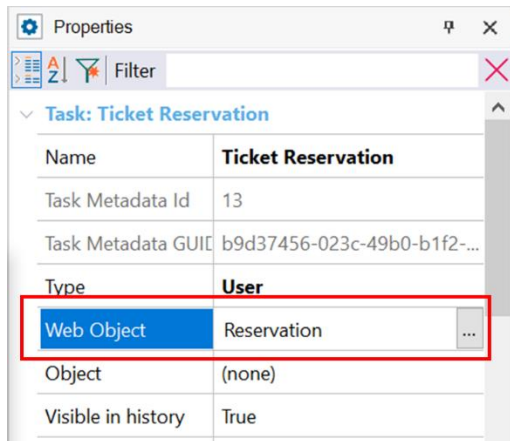 Properties
Filter
Task: Ticket Reservation
Name Ticket Reservation
Task Metadata Id 13
Task Metadata GUID b9d37456-023c-49b0-b1f2-...
Type User
Web Object Reservation ...
Object (none)
Visible in history True